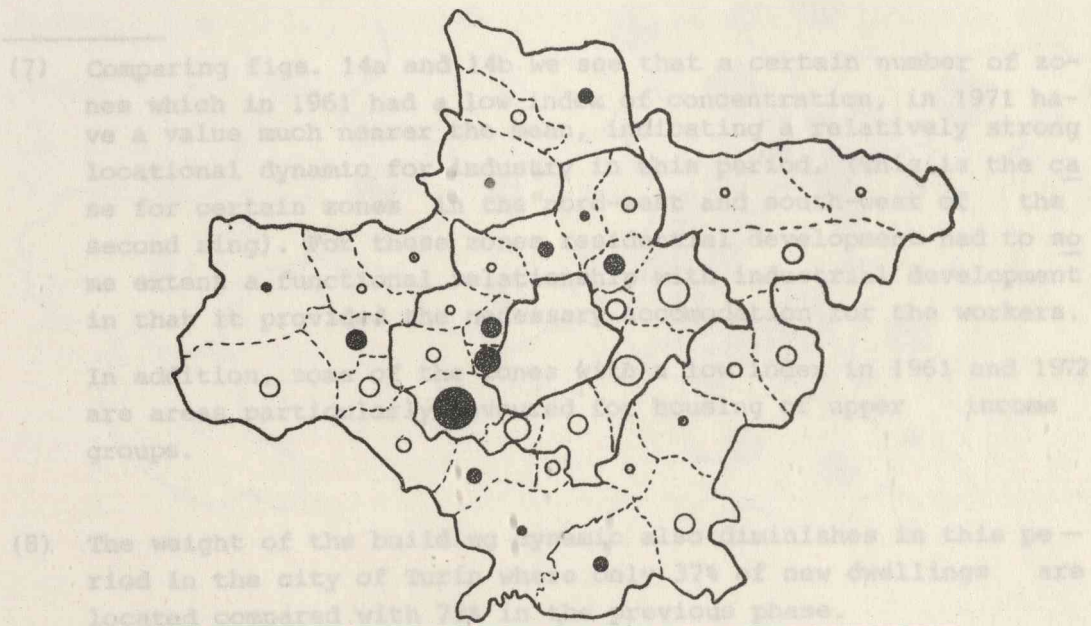 (7) Comparing figs. 14a and 14b we see that a certain number of zo-
nes which in 1961 had a low index of concentration, in 1971 ha-
ve a value much nearer the mean, indicating a relatively strong
locational dynamic for industry in this period. (This is the ca
se for certain zones in the nord-east and south-west of the
second ring). For these zones residential development had to so
me extent a functional relationship with industrial development
in that it provided the necessary accomodation for the workers.
In addition, some of the zones with a low index in 1961 and
are areas particularly favoured for housing of upper income
groups.
(8) The weight of the building dynamic also diminishes in this pe-
riod in the city of Turin where only 37% of new dwellings are
located compared with in the previous phase.